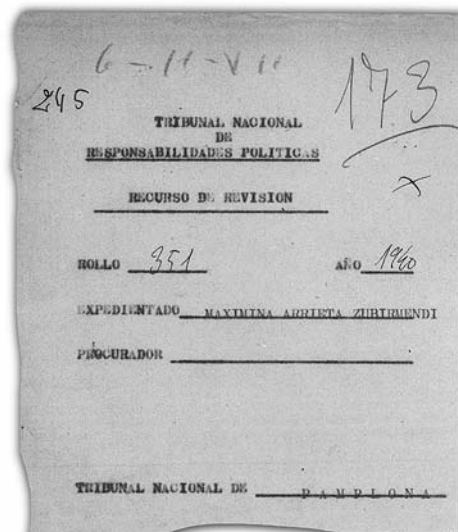 6-11-VII
173
245
TRIBUNAL NACIONAL
DE
RESPONSABILIDADES POLITICAS
RECURSO DE REVISION
ROLLO 351 AÑO 1940
EXPEDIENTADO MAXIMINA ARRIETA ZUBIRMENDI
PROCURADOR
TRIBUNAL NACIONAL DE PAMPLONA